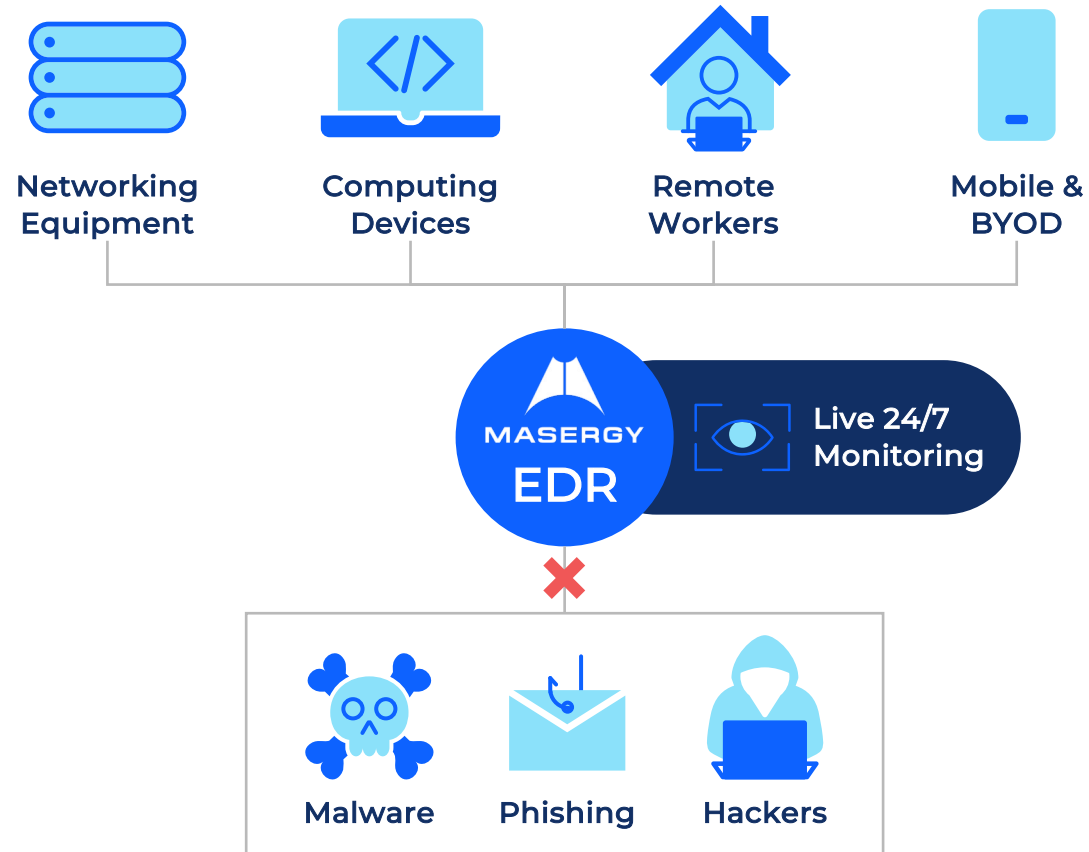 Networking
Equipment
Computing
Devices
Remote
Workers
Mobile &
BYOD
MASERGY
EDR
Live 24/7
Monitoring
Malware
Phishing
Hackers